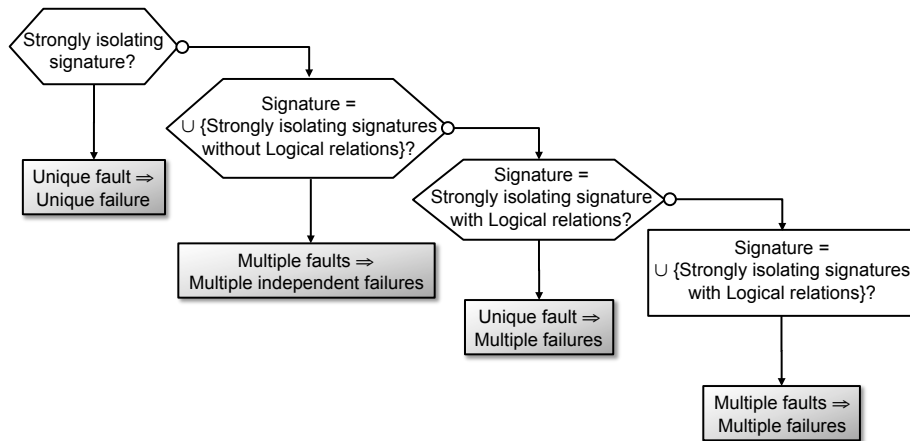 Strongly isolating
signature?
Signature =
∪ {Strongly isolating signatures
without Logical relations}?
Unique fault ⇒
Unique failure
Signature =
Strongly isolating signature
with Logical relations?
Multiple faults ⇒
Multiple independent failures
Signature =
∪ {Strongly isolating signatures
with Logical relations}?
Unique fault ⇒
Multiple failures
Multiple faults ⇒
Multiple failures